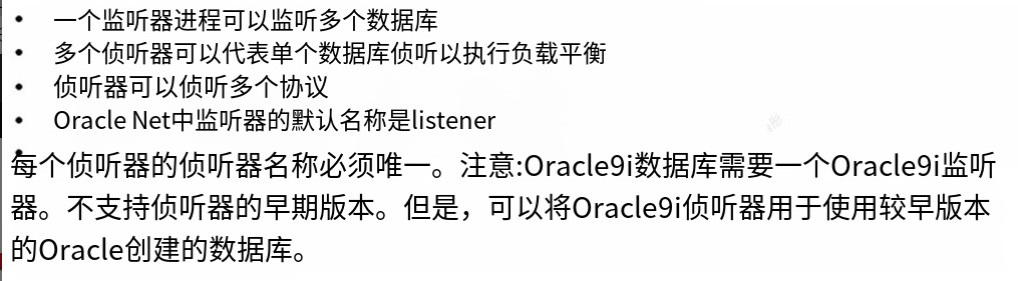 • 一个监听器进程可以监听多个数据库
• 多个侦听器可以代表单个数据库侦听以执行负载平衡
• 侦听器可以侦听多个协议
• Oracle Net中监听器的默认名称是listener
•
每个侦听器的侦听器名称必须唯一。注意:Oracle9i数据库需要一个Oracle9i监听
器。不支持侦听器的早期版本。但是，可以将Oracle9i侦听器用于使用较早版本
的Oracle创建的数据库。